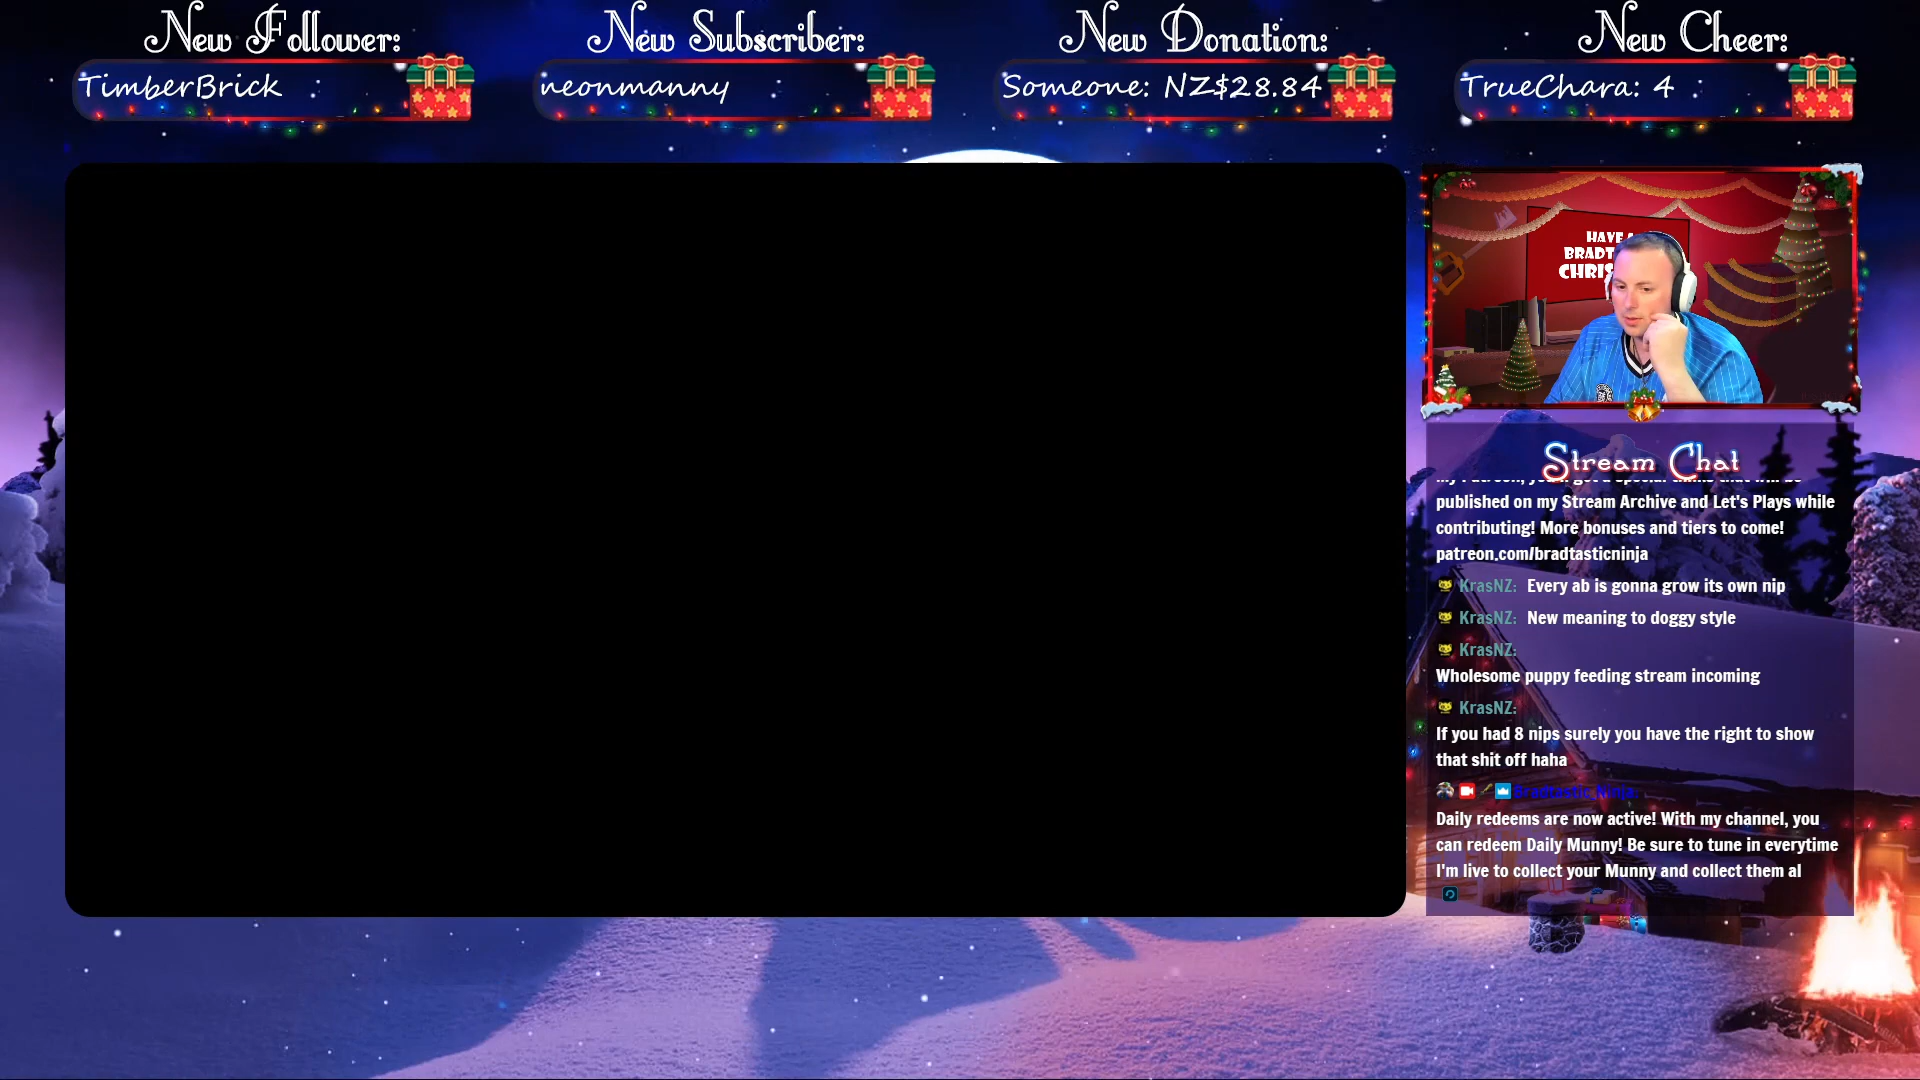 New Follower:
New Subscriber:
New Donation:
New Cheer:
TimberBrick
neonmanny
Someone: NZ$28.84
TrueChara: 4
HAVE A
BRADT
CHRIS
Stream Chat
published on my Stream Archive and Let's Plays while
contributing! More bonuses and tiers to come!
patreon.com/bradtasticninja
KrasNZ: Every ab is gonna grow its own nip
KrasNZ: New meaning to doggy style
KrasNZ:
Wholesome puppy feeding stream incoming
KrasNZ:
If you had 8 nips surely you have the right to show
that shit off haha
Bradtastic_Ninja:
Daily redeems are now active! With my channel, you
can redeem Daily Munny! Be sure to tune in everytime
I'm live to collect your Munny and collect them al